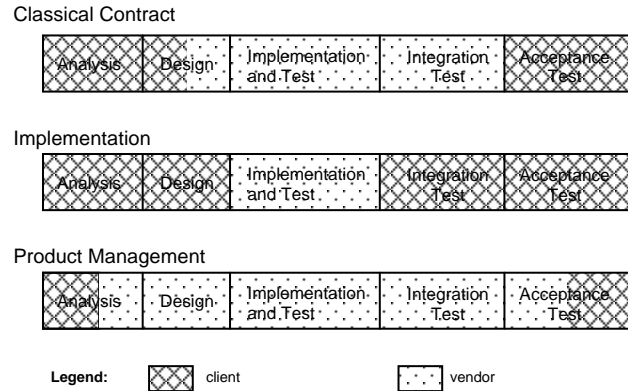 Classical Contract
Analysis
Design
Implementation
and Test
Integration
Test
Acceptance
Test
Implementation
Analysis
Design
Implementation
and Test
Integration
Test
Acceptance
Test
Product Management
Analysis
Design
Implementation
and Test
Integration
Test
Acceptance
Test
Legend:
client
vendor